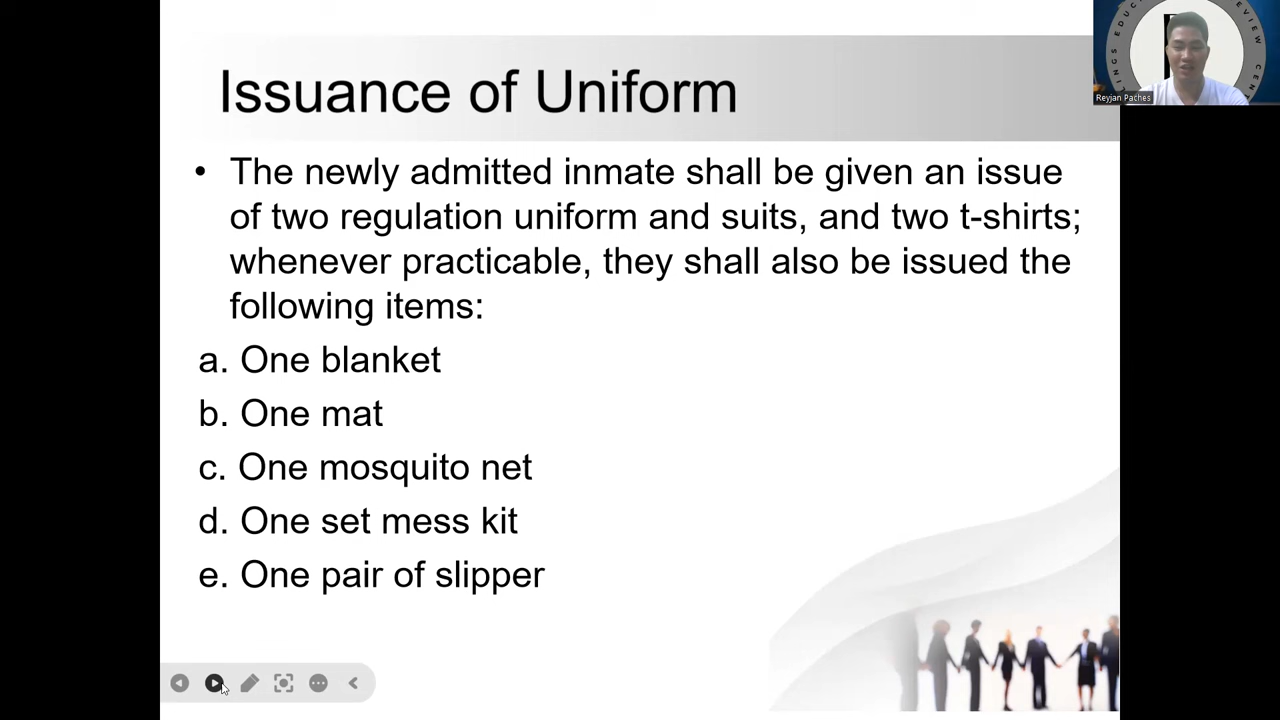 Issuance of Uniform
• The newly admitted inmate shall be given an issue
of two regulation uniform and suits, and two t-shirts;
whenever practicable, they shall also be issued the
following items:
a. One blanket
b. One mat
c. One mosquito net
d. One set mess kit
e. One pair of slipper
Reyjan Paches